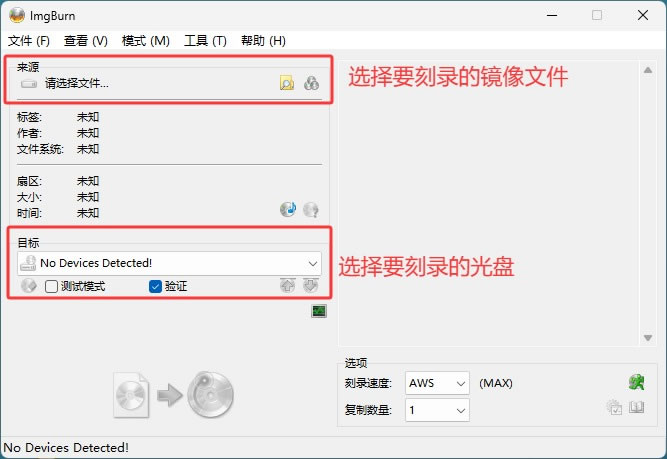 ImgBurn
文件 (F) 查看 (V) 模式 (M) 工具 (T) 帮助 (H)
来源
请选择文件...
选择要刻录的镜像文件
标签: 未知
作者: 未知
文件系统: 未知
扇区: 未知
大小: 未知
时间: 未知
目标
No Devices Detected!
选择要刻录的光盘
测试模式 验证
选项
刻录速度: AWS (MAX)
复制数量: 1
No Devices Detected!